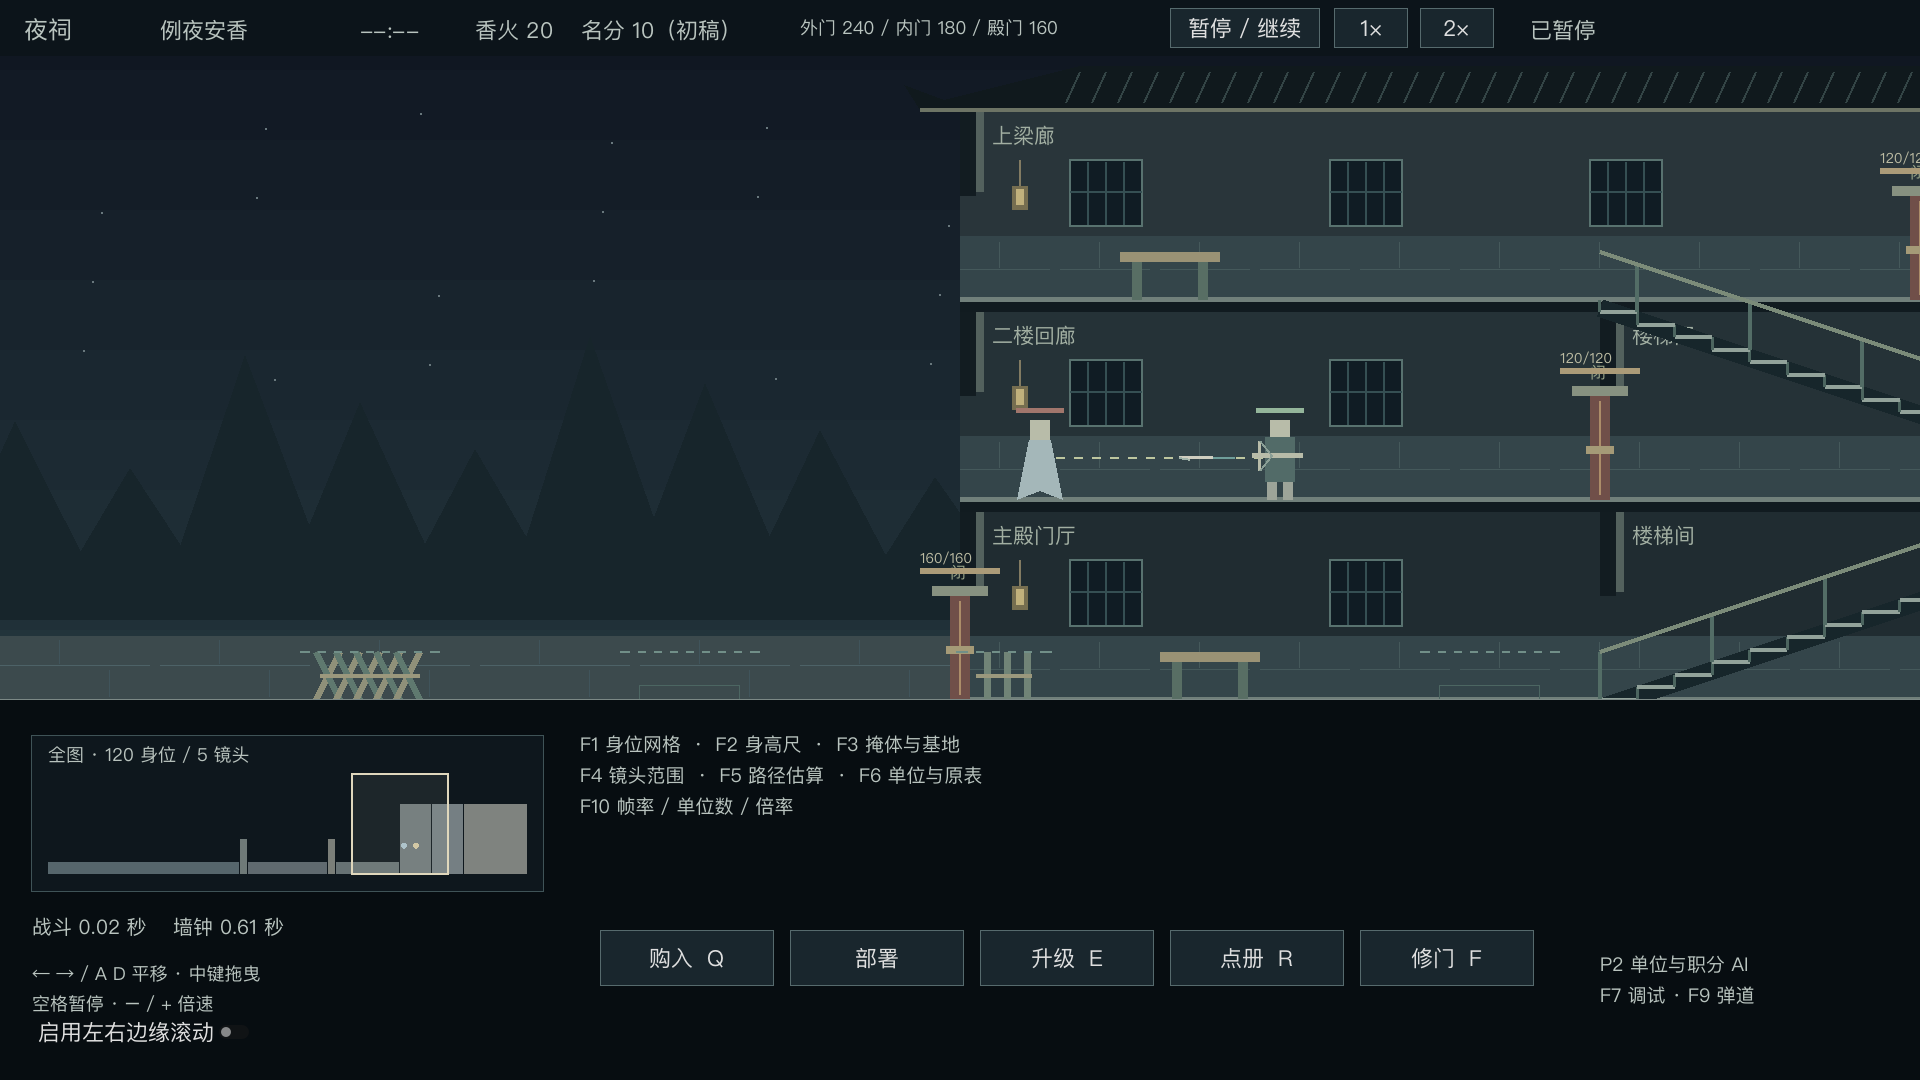 夜祠 例夜安香 --:-- 香火 20 名分 10（初稿） 外门 240 / 内门 180 / 殿门 160 暂停 / 继续 1× 2× 已暂停
上梁廊
二楼回廊
120/120
闭
主殿门厅 楼梯间
160/160
闭
全图 · 120 身位 / 5 镜头
F1 身位网格 · F2 身高尺 · F3 掩体与基地
F4 镜头范围 · F5 路径估算 · F6 单位与原表
F10 帧率 / 单位数 / 倍率
战斗 0.02 秒 墙钟 0.61 秒
←→ / A D 平移 · 中键拖曳
空格暂停 · − / + 倍速
启用左右边缘滚动
购入 Q 部署 升级 E 点册 R 修门 F
P2 单位与职分 AI
F7 调试 · F9 弹道